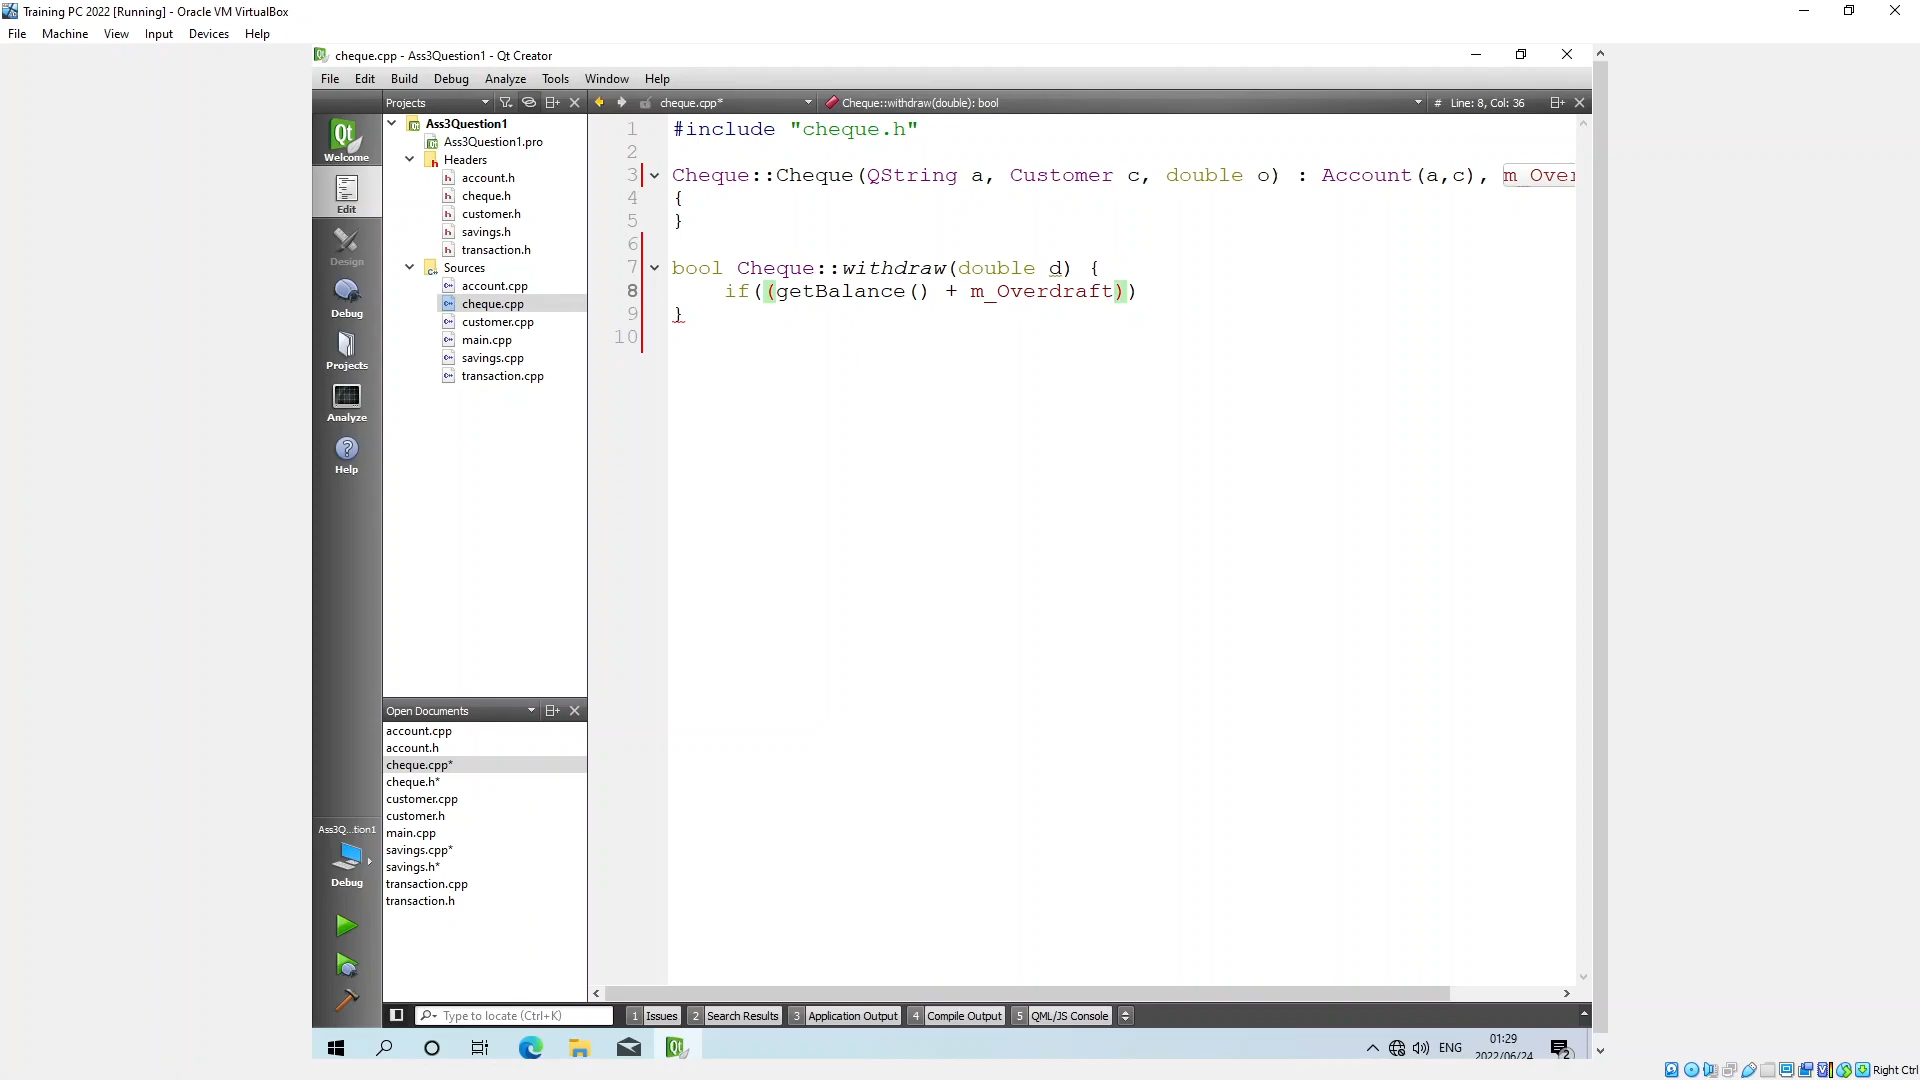 Training PC 2022 [Running] - Oracle VM VirtualBox
File Machine View Input Devices Help
cheque.cpp - Ass3Question1 - Qt Creator
File Edit Build Debug Analyze Tools Window Help
Projects
cheque.cpp*
Cheque::withdraw(double): bool
# Line: 8, Col: 36
Welcome
Edit
Design
Debug
Projects
Analyze
Help
Ass3Question1
Ass3Question1.pro
Headers
account.h
cheque.h
customer.h
savings.h
transaction.h
Sources
account.cpp
cheque.cpp
customer.cpp
main.cpp
savings.cpp
transaction.cpp
1 #include "cheque.h"
2
3 Cheque::Cheque(QString a, Customer c, double o) : Account(a,c), m_Over
4 {
5 }
6
7 bool Cheque::withdraw(double d) {
8 if((getBalance() + m_Overdraft))
9 }
10
Open Documents
account.cpp
account.h
cheque.cpp*
cheque.h*
customer.cpp
customer.h
main.cpp
savings.cpp*
savings.h*
transaction.cpp
transaction.h
Ass3Q...tion1
Debug
Type to locate (Ctrl+K)
1 Issues 2 Search Results 3 Application Output 4 Compile Output 5 QML/JS Console
ENG
01:29
2022/06/24
2
Right Ctrl